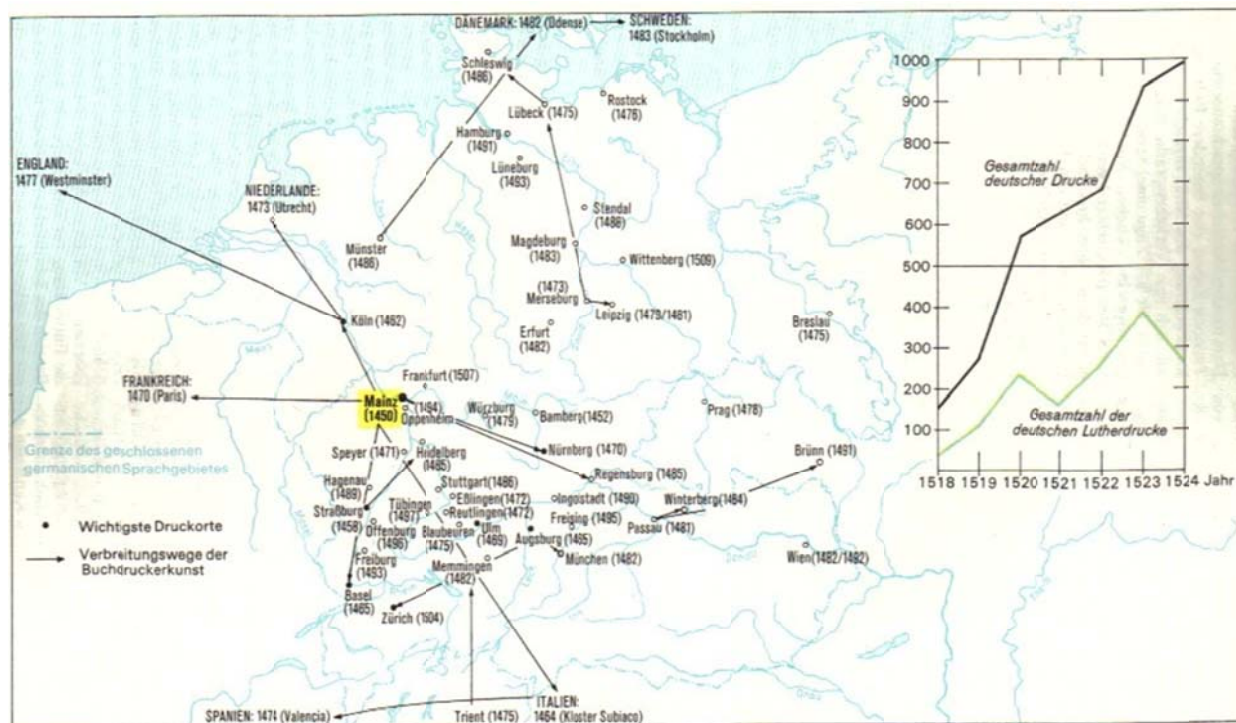 DÄNEMARK: 1482 (Odense)
SCHWEDEN:
1483 (Stockholm)
Schleswig
(1486)
Lübeck (1475)
Rostock
(1476)
Hamburg
(1491)
Lüneburg
(1493)
ENGLAND:
1477 (Westminster)
NIEDERLANDE:
1473 (Utrecht)
Stendal
(1488)
Münster
(1486)
Magdeburg
(1483)
Wittenberg (1509)
(1473)
Merseburg
Leipzig (1479/1481)
Köln (1462)
Erfurt
(1482)
Breslau
(1475)
FRANKREICH:
1470 (Paris)
Frankfurt (1507)
Mainz
(1450)
(1494)
Oppenheim
Würzburg
(1479)
Bamberg (1452)
Prag (1478)
Grenze des geschlossenen
germanischen Sprachgebietes
Speyer (1471)
Heidelberg
(1485)
Nürnberg (1470)
Brünn (1491)
Hagenau
(1489)
Stuttgart (1486)
Regensburg (1485)
Eßlingen (1472)
Ingostadt (1490)
Winterberg (1484)
Straßburg
(1458)
Tübingen
(1497)
Reutlingen (1472)
Freising (1495)
Passau (1481)
Offenburg
(1496)
Blaubeuren
(1475)
Ulm
(1469)
Augsburg (1465)
Freiburg
(1493)
Memmingen
(1482)
München (1482)
Wien (1482/1492)
Basel
(1465)
Zürich (1504)
Wichtigste Druckorte
Verbreitungswege der
Buchdruckerkunst
SPANIEN: 1474 (Valencia)
Trient (1475)
ITALIEN:
1464 (Kloster Subiaco)
1000
900
800
700
600
500
400
300
200
100
Gesamtzahl
deutscher Drucke
Gesamtzahl der
deutschen Lutherdrucke
1518 1519 1520 1521 1522 1523 1524 Jahr